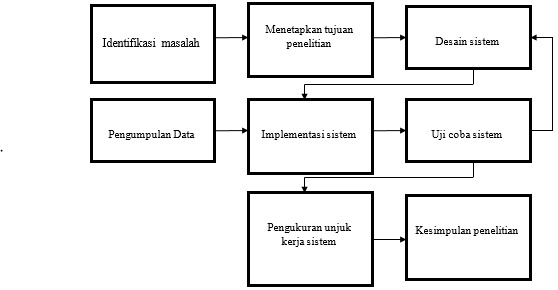 Identifikasi masalah
Menetapkan tujuan
penelitian
Desain sistem
Pengumpulan Data
Implementasi sistem
Uji coba sistem
.
Pengukuran unjuk
kerja sistem
Kesimpulan penelitian